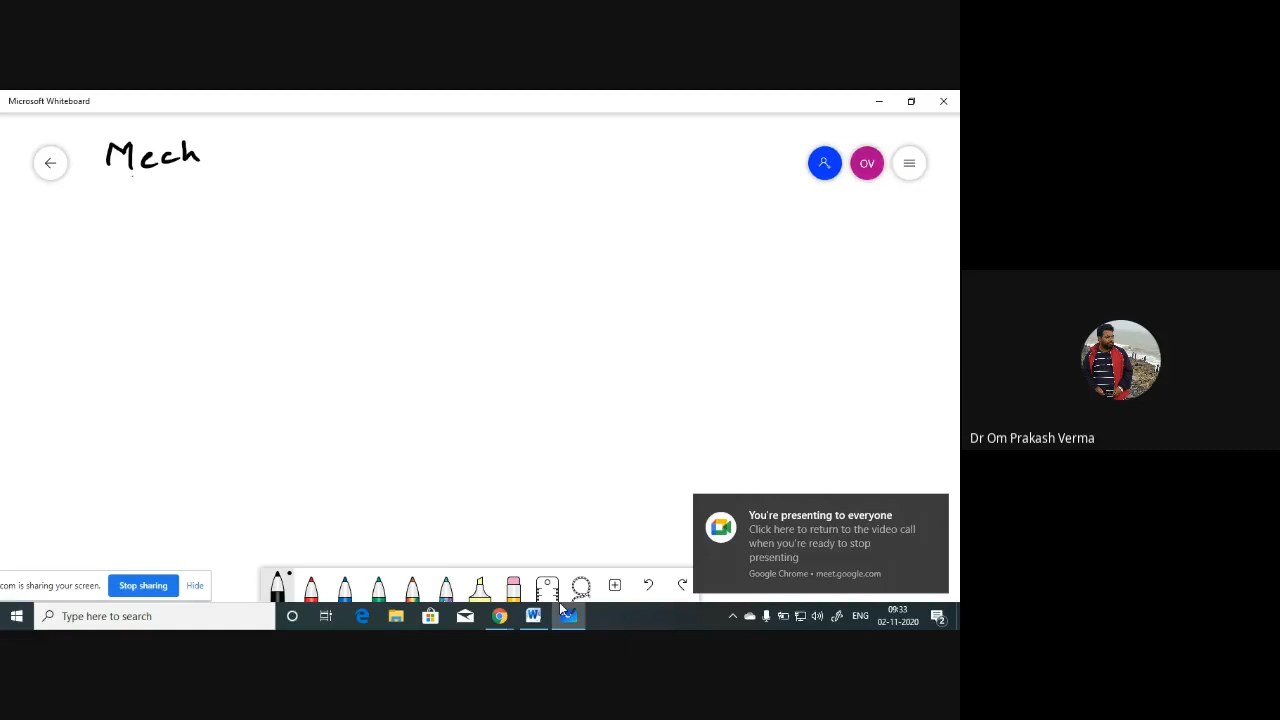 Microsoft Whiteboard
Mech
OV
Dr Om Prakash Verma
You're presenting to everyone
Click here to return to the video call
when you're ready to stop
presenting
Google Chrome • meet.google.com
com is sharing your screen.
Stop sharing
Hide
Type here to search
ENG
09:33
02-11-2020
2